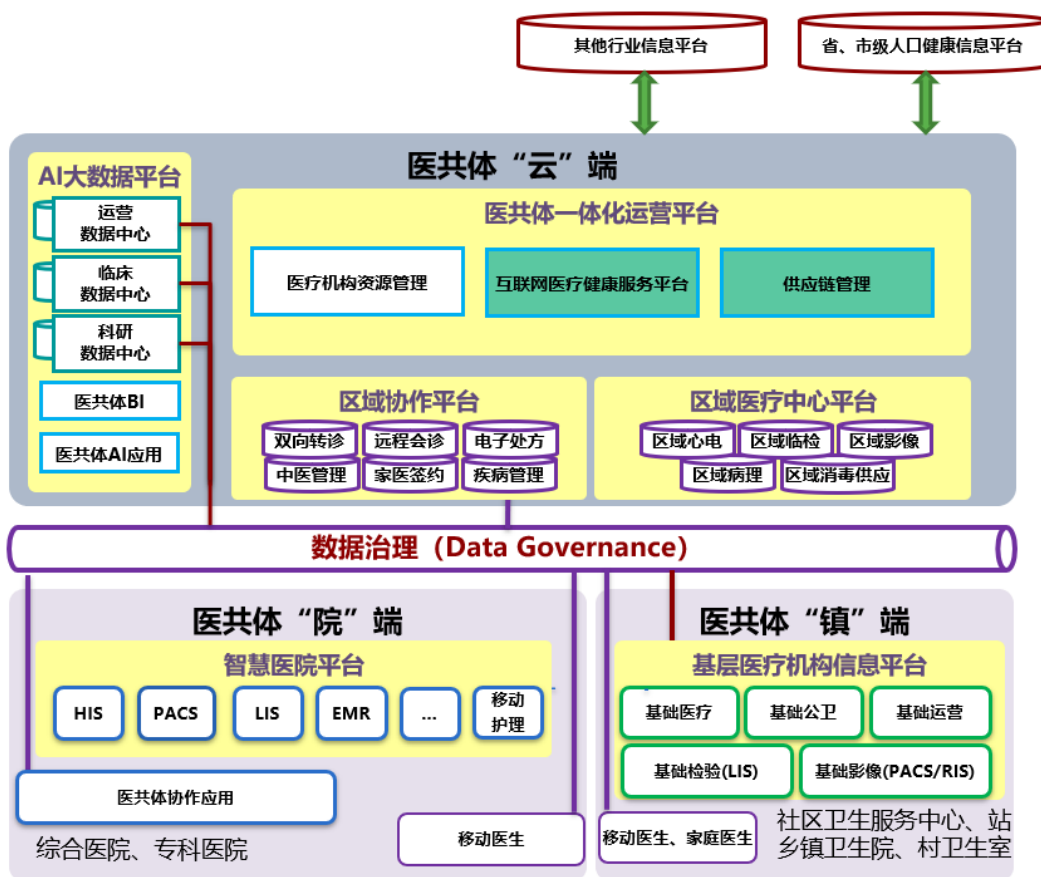 其他行业信息平台
省、市级人口健康信息平台
医共体“云”端
AI大数据平台
运营
数据中心
临床
数据中心
科研
数据中心
医共体BI
医共体AI应用
医共体一体化运营平台
医疗机构资源管理
互联网医疗健康服务平台
供应链管理
区域协作平台
双向转诊
远程会诊
电子处方
中医管理
家医签约
疾病管理
区域医疗中心平台
区域心电
区域临检
区域影像
区域病理
区域消毒供应
数据治理（Data Governance）
医共体“院”端
智慧医院平台
HIS
PACS
LIS
EMR
...
移动
护理
医共体协作应用
综合医院、专科医院
移动医生
医共体“镇”端
基层医疗机构信息平台
基础医疗
基础公卫
基础运营
基础检验(LIS)
基础影像(PACS/RIS)
移动医生、家庭医生
社区卫生服务中心、站
乡镇卫生院、村卫生室